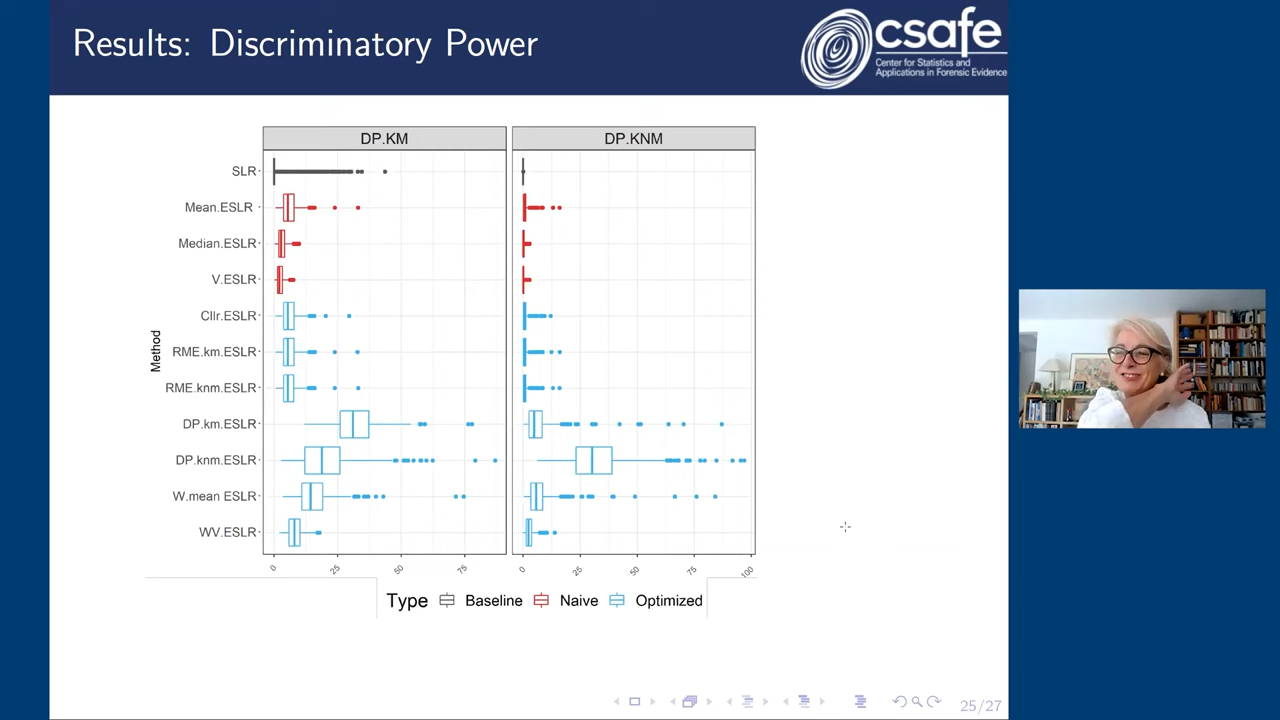 Results: Discriminatory Power
csafe
Center for Statistics and
Applications in Forensic Evidence
DP.KM
DP.KNM
SLR
Mean.ESLR
Median.ESLR
V.ESLR
Cllr.ESLR
RME.km.ESLR
RME.knm.ESLR
DP.km.ESLR
DP.knm.ESLR
W.mean ESLR
WV.ESLR
Method
0 25 50 75
0 25 50 75 100
Type Baseline Naive Optimized
25/27